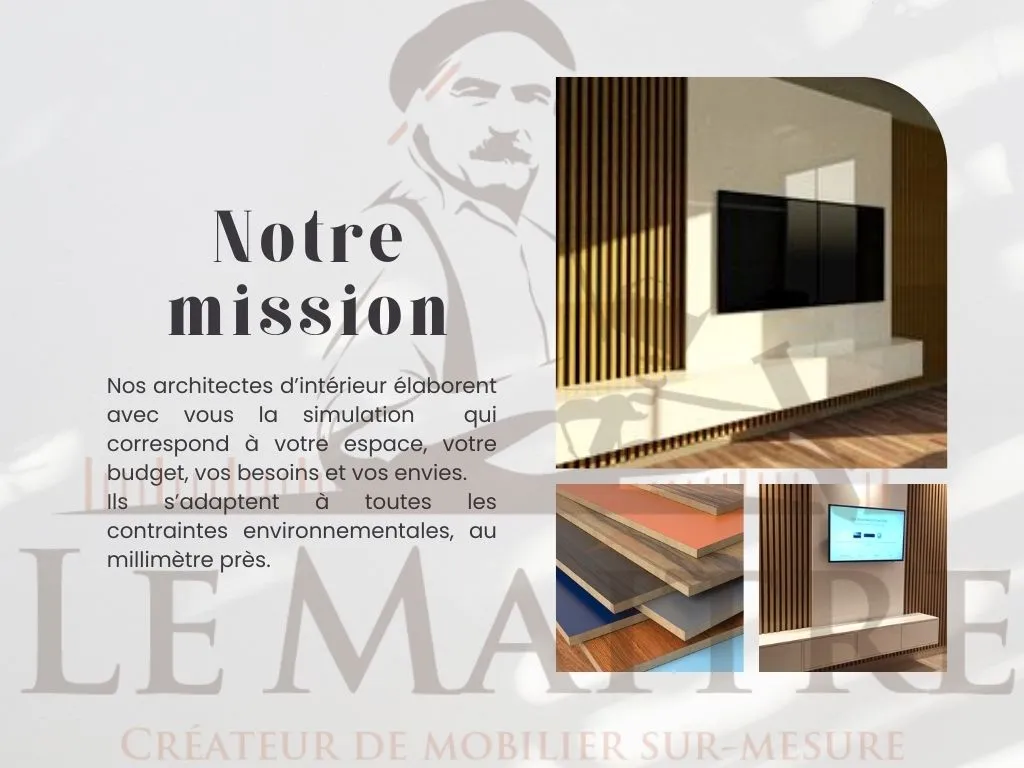 Notre
mission
Nos architectes d’intérieur élaborent
avec vous la simulation qui
correspond à votre espace, votre
budget, vos besoins et vos envies.
Ils s’adaptent à toutes les
contraintes environnementales, au
millimètre près.
LE MAÎTRE
CRÉATEUR DE MOBILIER SUR-MESURE